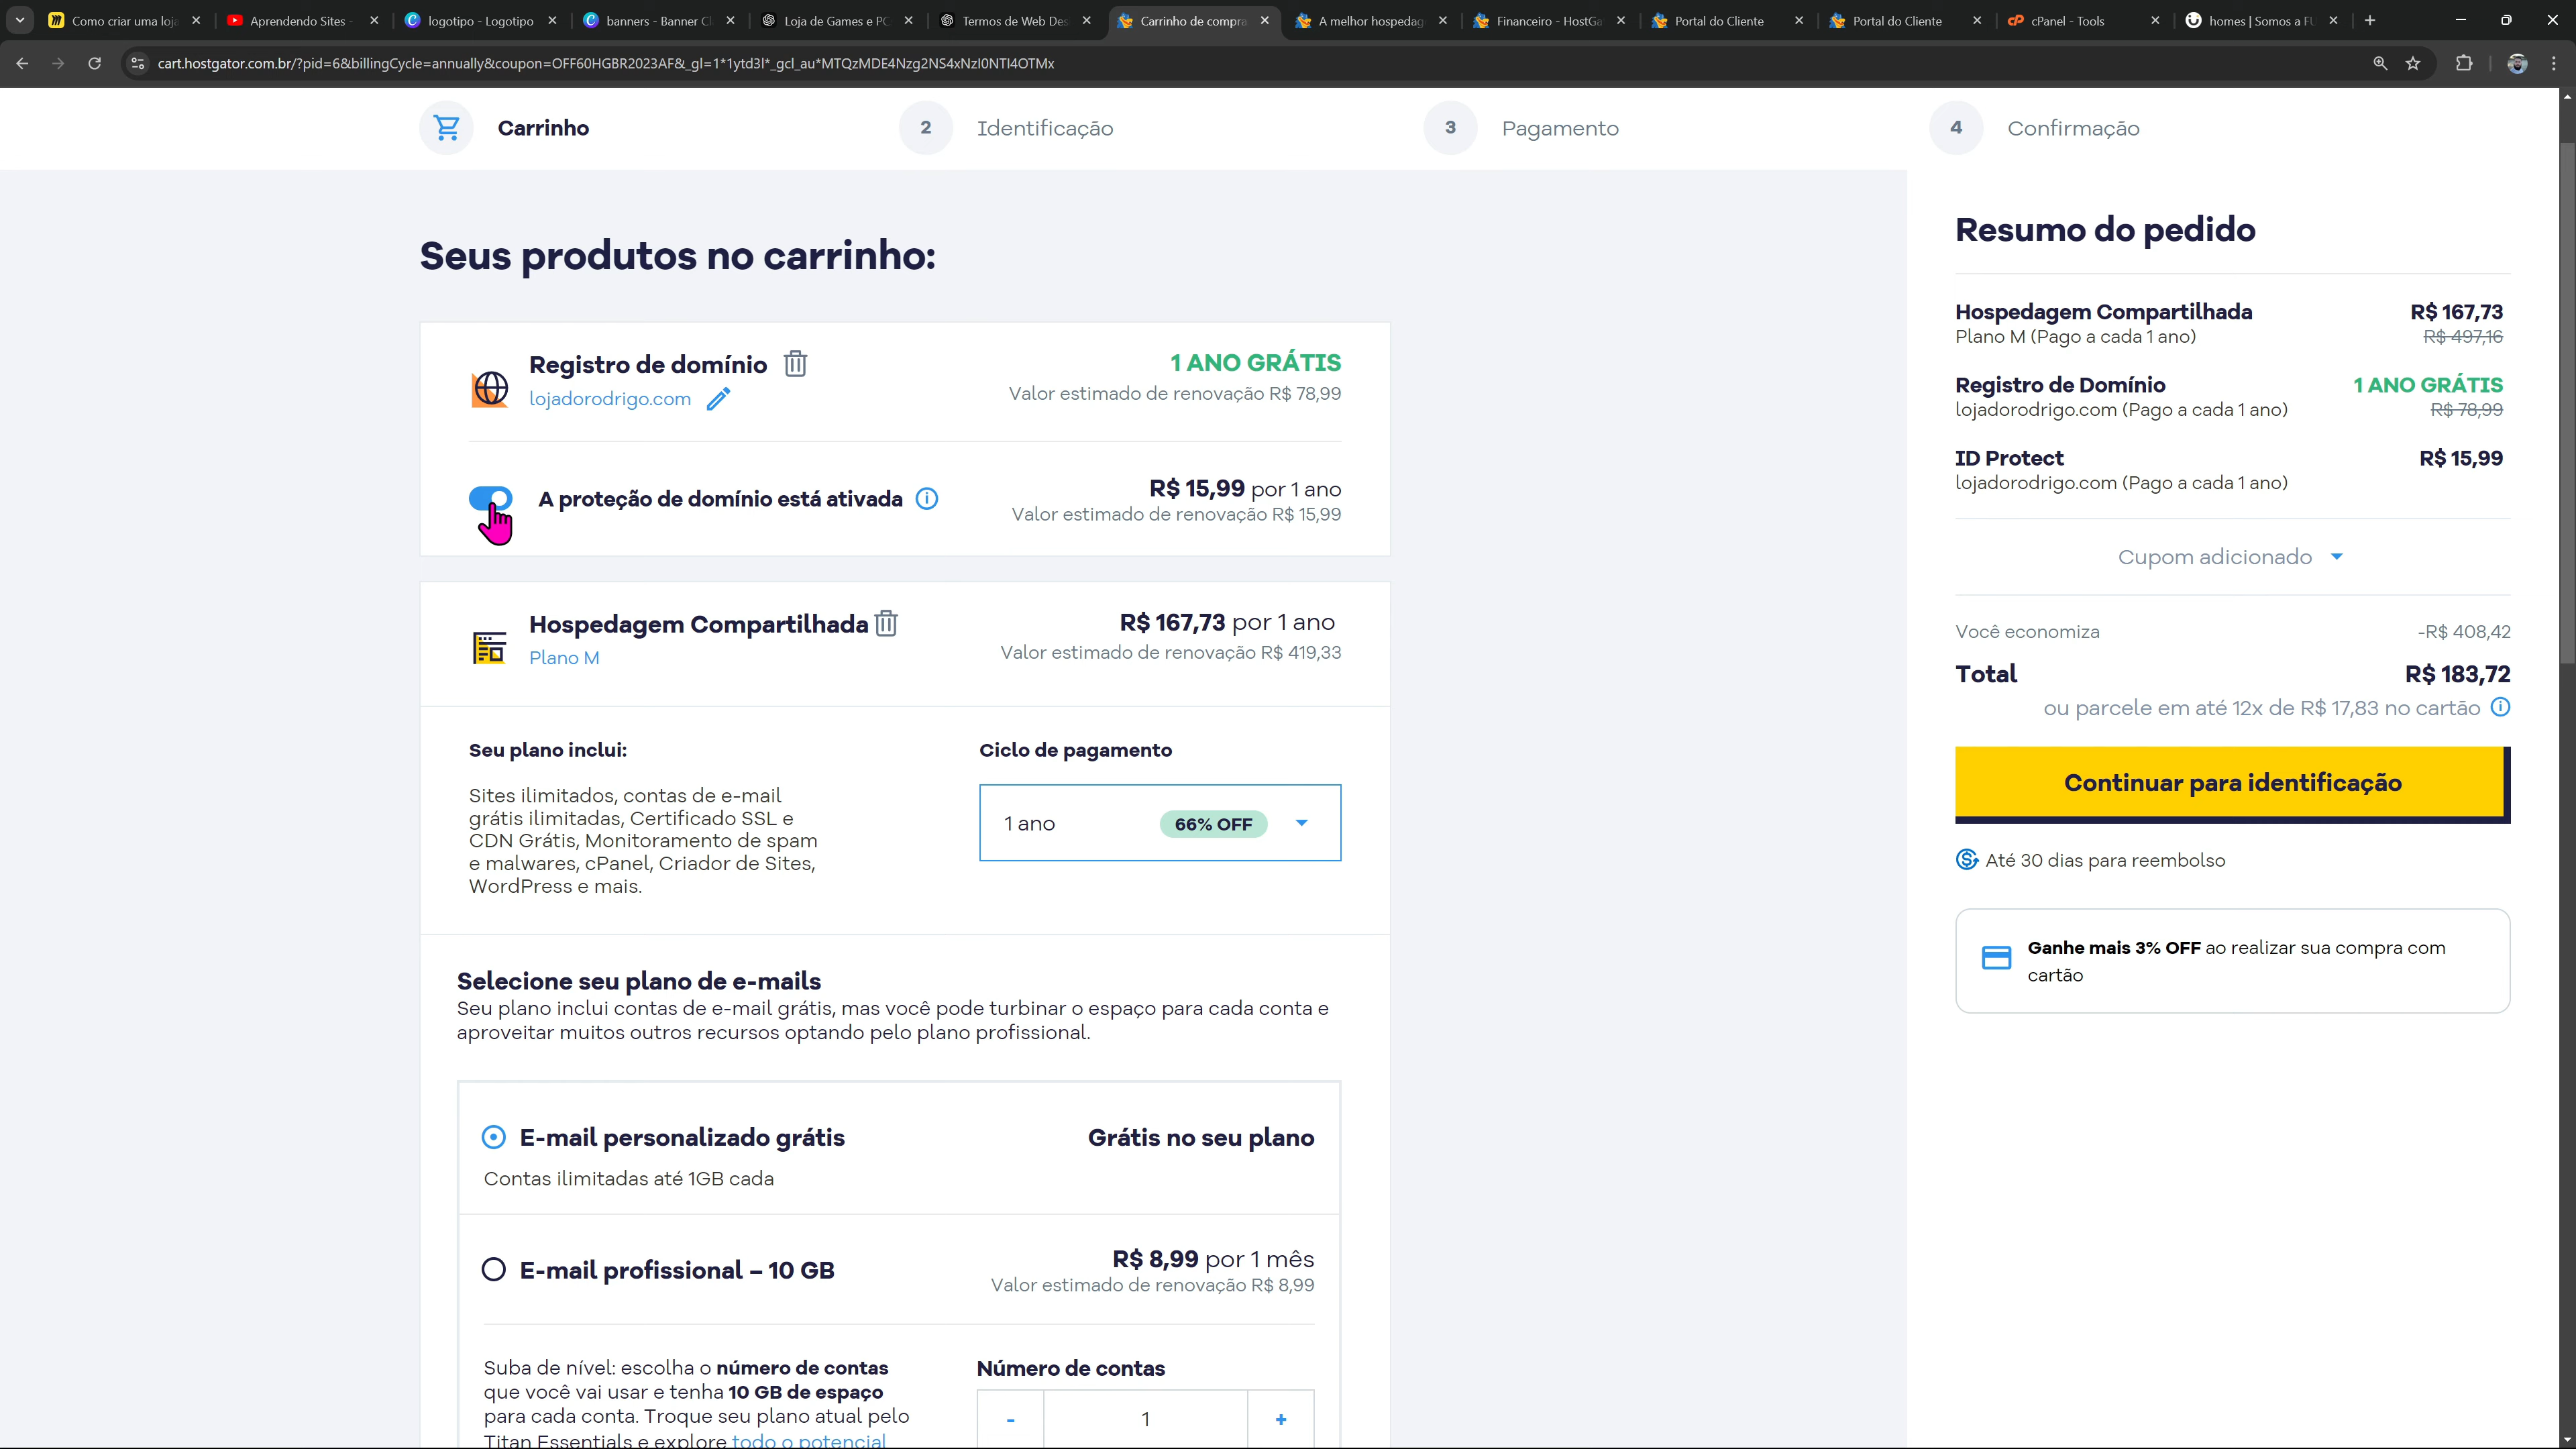 Como criar uma loj
Aprendendo Sites -
logotipo - Logotipo
banners - Banner Cl
Loja de Games e PC
Termos de Web Des
Carrinho de compra
A melhor hospedag
Financeiro - HostGa
Portal do Cliente
Portal do Cliente
cPanel - Tools
homes | Somos a FU
cart.hostgator.com.br/?pid=6&billingCycle=annually&coupon=OFF60HGBR2023AF&_gl=1*1ytd3l*_gcl_au*MTQzMDE4Nzg2NS4xNzI0NTI4OTMx
Carrinho
2 Identificação
3 Pagamento
4 Confirmação
Seus produtos no carrinho:
Registro de domínio
1 ANO GRÁTIS
lojadorodrigo.com
Valor estimado de renovação R$ 78,99
A proteção de domínio está ativada
R$ 15,99 por 1 ano
Valor estimado de renovação R$ 15,99
Hospedagem Compartilhada
R$ 167,73 por 1 ano
Plano M
Valor estimado de renovação R$ 419,33
Seu plano inclui:
Sites ilimitados, contas de e-mail
grátis ilimitadas, Certificado SSL e
CDN Grátis, Monitoramento de spam
e malwares, cPanel, Criador de Sites,
WordPress e mais.
Ciclo de pagamento
1 ano 66% OFF
Selecione seu plano de e-mails
Seu plano inclui contas de e-mail grátis, mas você pode turbinar o espaço para cada conta e
aproveitar muitos outros recursos optando pelo plano profissional.
E-mail personalizado grátis
Grátis no seu plano
Contas ilimitadas até 1GB cada
E-mail profissional – 10 GB
R$ 8,99 por 1 mês
Valor estimado de renovação R$ 8,99
Suba de nível: escolha o número de contas
que você vai usar e tenha 10 GB de espaço
para cada conta. Troque seu plano atual pelo
Titan Essentials e explore todo o potencial
Número de contas
- 1 +
Resumo do pedido
Hospedagem Compartilhada R$ 167,73
Plano M (Pago a cada 1 ano) R$ 497,16
Registro de Domínio 1 ANO GRÁTIS
lojadorodrigo.com (Pago a cada 1 ano) R$ 78,99
ID Protect R$ 15,99
lojadorodrigo.com (Pago a cada 1 ano)
Cupom adicionado
Você economiza -R$ 408,42
Total R$ 183,72
ou parcele em até 12x de R$ 17,83 no cartão
Continuar para identificação
Até 30 dias para reembolso
Ganhe mais 3% OFF ao realizar sua compra com
cartão